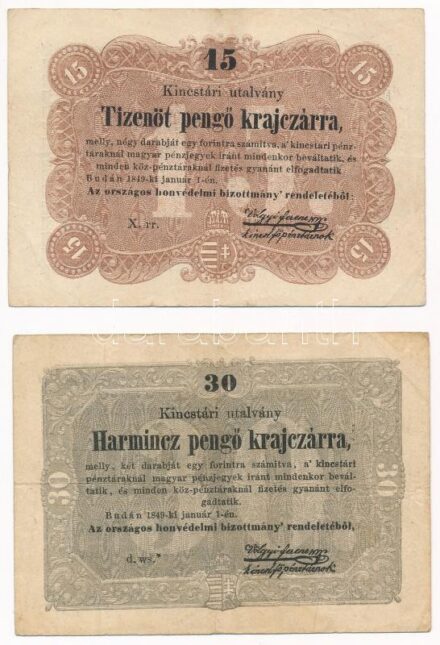 15
15 15
Kincstári utalvány
Tizenöt pengő krajczárra,
melly, négy darabját egy forintra számítva, a' kincstari pénz-
táraknál magyar pénzjegyek iránt mindenkor beváltatik, és
minden köz-pénztáraknál fizetés gyanánt elfogadtatik
Budán 1849-ki január 1-én.
Az országos honvédelmi bizottmány' rendeletéből:
X. rr.
15 15
darabanth
30
Kincstári utalvány
Harmincz pengő krajczárra,
melly, két darabját egy forintra számítva, a' kincstári
pénztáraknál magyar pénzjegyek iránt mindenkor bevál-
tatik, és minden köz-pénztáraknál fizetés gyanánt elfo-
gadtatik.
Budán 1849-ki január 1-én.
Az országos honvédelmi bizottmány' rendeletéből,
30 30
d. ws.*